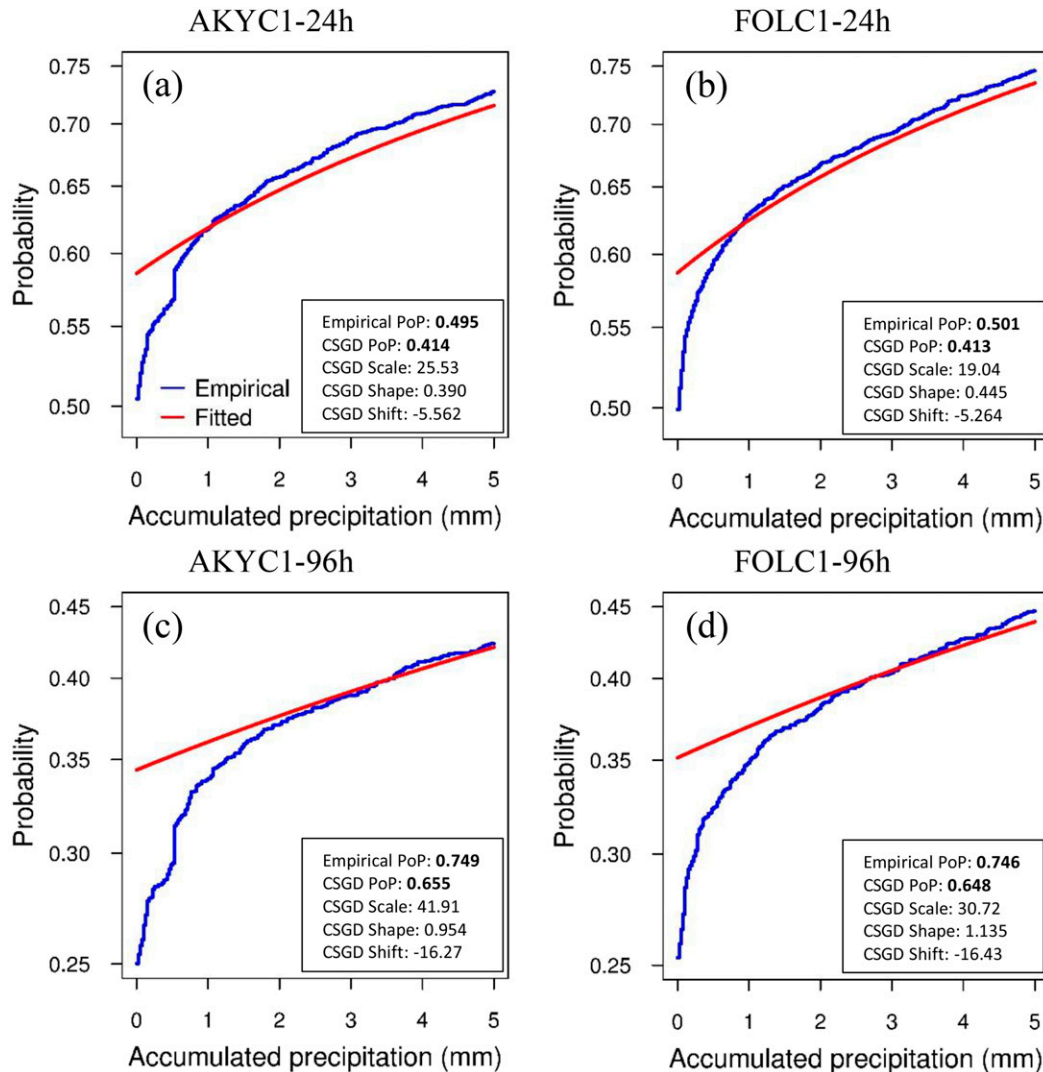 AKYC1-24h
(a)
Probability
0.75
0.70
0.65
0.60
0.55
0.50
Empirical
Fitted
Empirical PoP: 0.495
CSGD PoP: 0.414
CSGD Scale: 25.53
CSGD Shape: 0.390
CSGD Shift: -5.562
0 1 2 3 4 5
Accumulated precipitation (mm)
FOLC1-24h
(b)
Probability
0.75
0.70
0.65
0.60
0.55
0.50
Empirical PoP: 0.501
CSGD PoP: 0.413
CSGD Scale: 19.04
CSGD Shape: 0.445
CSGD Shift: -5.264
0 1 2 3 4 5
Accumulated precipitation (mm)
AKYC1-96h
(c)
Probability
0.45
0.40
0.35
0.30
0.25
Empirical PoP: 0.749
CSGD PoP: 0.655
CSGD Scale: 41.91
CSGD Shape: 0.954
CSGD Shift: -16.27
0 1 2 3 4 5
Accumulated precipitation (mm)
FOLC1-96h
(d)
Probability
0.45
0.40
0.35
0.30
0.25
Empirical PoP: 0.746
CSGD PoP: 0.648
CSGD Scale: 30.72
CSGD Shape: 1.135
CSGD Shift: -16.43
0 1 2 3 4 5
Accumulated precipitation (mm)